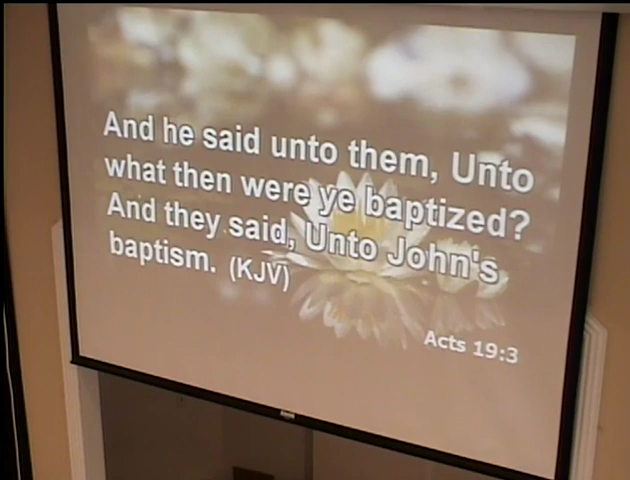 And he said unto them, Unto
what then were ye baptized?
And they said, Unto John's
baptism. (KJV)
Acts 19:3